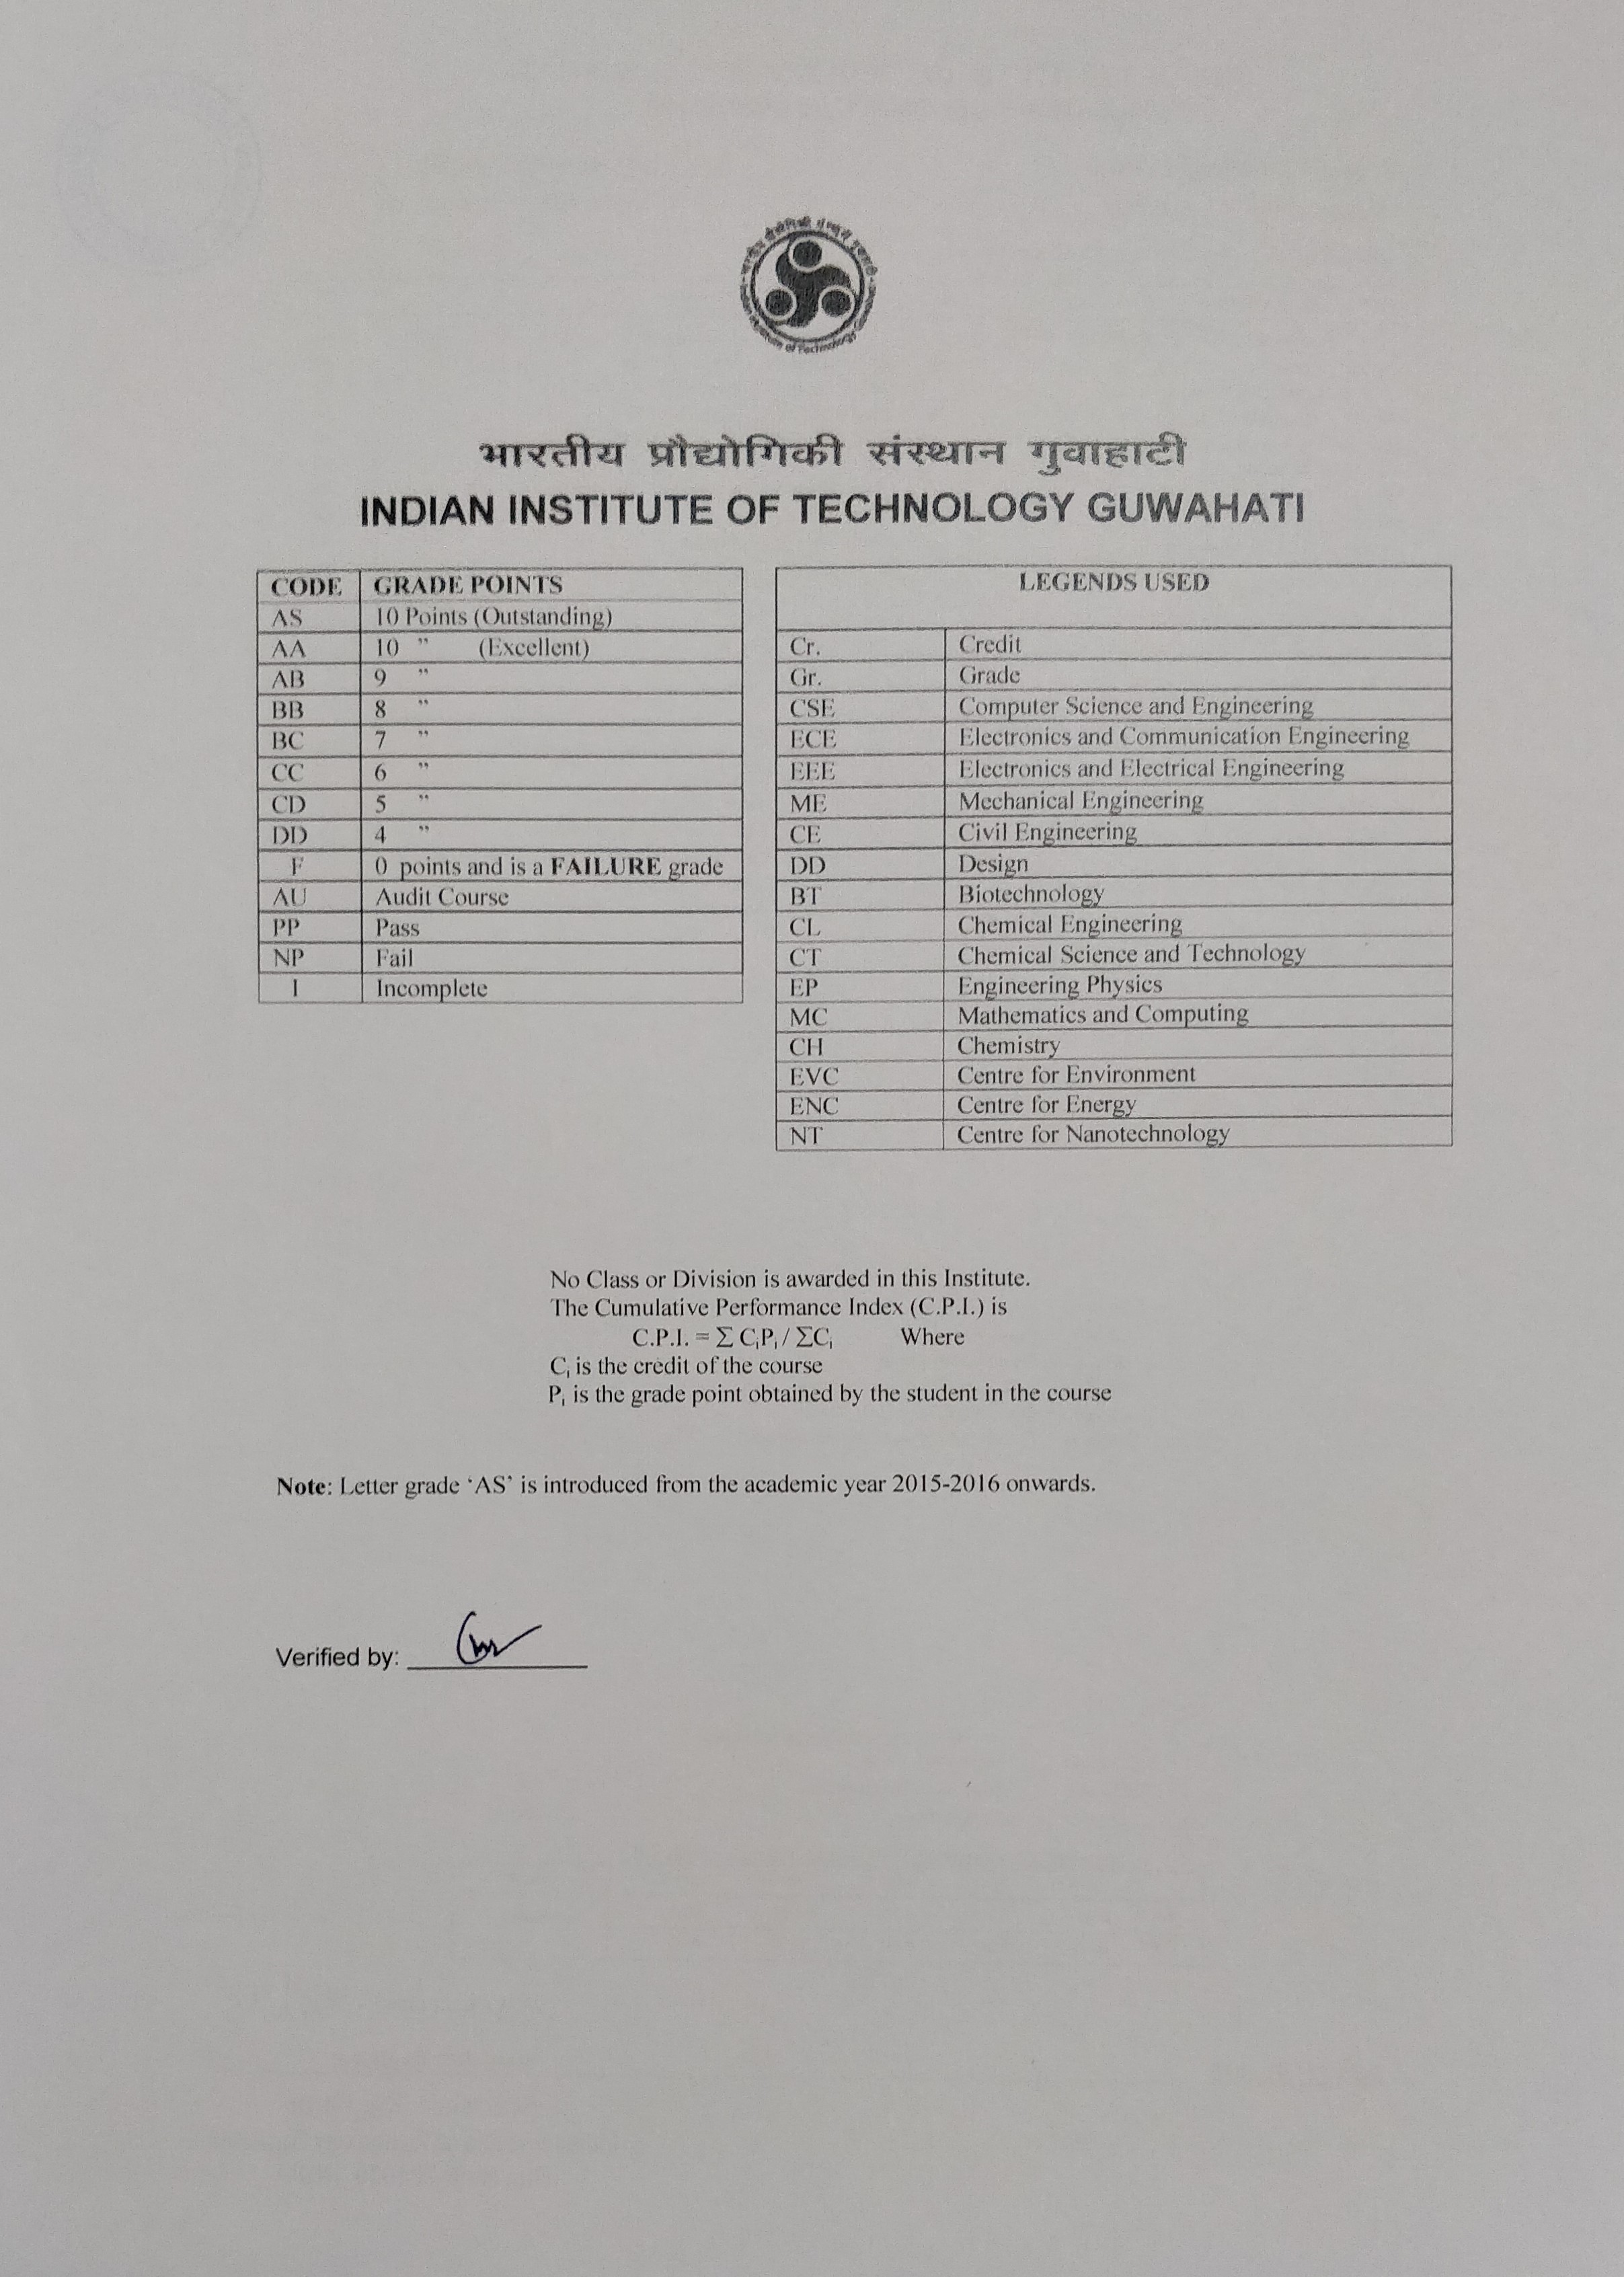 भारतीय प्रौद्योगिकी संस्थान गुवाहाटी
INDIAN INSTITUTE OF TECHNOLOGY GUWAHATI
CODE GRADE POINTS
AS 10 Points (Outstanding)
AA 10 ” (Excellent)
AB 9 ”
BB 8 ”
BC 7 ”
CC 6 ”
CD 5 ”
DD 4 ”
F 0 points and is a FAILURE grade
AU Audit Course
PP Pass
NP Fail
I Incomplete
LEGENDS USED
Cr. Credit
Gr. Grade
CSE Computer Science and Engineering
ECE Electronics and Communication Engineering
EEE Electronics and Electrical Engineering
ME Mechanical Engineering
CE Civil Engineering
DD Design
BT Biotechnology
CL Chemical Engineering
CT Chemical Science and Technology
EP Engineering Physics
MC Mathematics and Computing
CH Chemistry
EVC Centre for Environment
ENC Centre for Energy
NT Centre for Nanotechnology
No Class or Division is awarded in this Institute.
The Cumulative Performance Index (C.P.I.) is
C.P.I. = Σ CᵢPᵢ / ΣCᵢ Where
Cᵢ is the credit of the course
Pᵢ is the grade point obtained by the student in the course
Note: Letter grade ‘AS’ is introduced from the academic year 2015-2016 onwards.
Verified by: